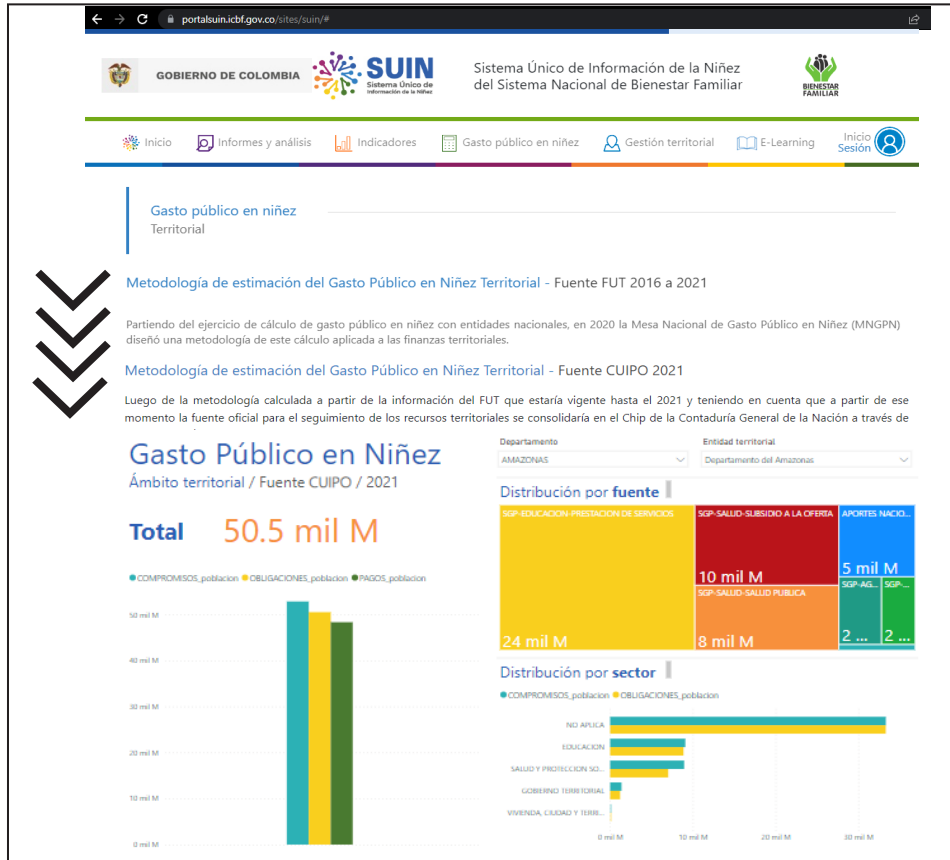 portalsuin.icbf.gov.co/sites/suin/#
GOBIERNO DE COLOMBIA
SUIN
Sistema Único de
Información de la Niñez
Sistema Único de Información de la Niñez
del Sistema Nacional de Bienestar Familiar
BIENESTAR
FAMILIAR
Inicio
Informes y análisis
Indicadores
Gasto público en niñez
Gestión territorial
E-Learning
Inicio
Sesión
Gasto público en niñez
Territorial
Metodología de estimación del Gasto Público en Niñez Territorial - Fuente FUT 2016 a 2021
Partiendo del ejercicio de cálculo de gasto público en niñez con entidades nacionales, en 2020 la Mesa Nacional de Gasto Público en Niñez (MNGPN)
diseñó una metodología de este cálculo aplicada a las finanzas territoriales.
Metodología de estimación del Gasto Público en Niñez Territorial - Fuente CUIPO 2021
Luego de la metodología calculada a partir de la información del FUT que estaría vigente hasta el 2021 y teniendo en cuenta que a partir de ese
momento la fuente oficial para el seguimiento de los recursos territoriales se consolidaría en el Chip de la Contaduría General de la Nación a través de
Gasto Público en Niñez
Ámbito territorial / Fuente CUIPO / 2021
Total 50.5 mil M
COMPROMISOS_poblacion OBLIGACIONES_poblacion PAGOS_poblacion
50 mil M
40 mil M
30 mil M
20 mil M
10 mil M
0 mil M
Departamento
AMAZONAS
Entidad territorial
Departamento del Amazonas
Distribución por fuente
SGP-EDUCACION-PRESTACION DE SERVICIOS
24 mil M
SGP-SALUD-SUBSIDIO A LA OFERTA
10 mil M
SGP-SALUD-SALUD PUBLICA
8 mil M
APORTES NACIO...
5 mil M
SGP-AG...
2 ...
SGP-...
2 ...
Distribución por sector
COMPROMISOS_poblacion OBLIGACIONES_poblacion
NO APLICA
EDUCACION
SALUD Y PROTECCION SO...
GOBIERNO TERRITORIAL
VIVIENDA, CIUDAD Y TERRI...
0 mil M
10 mil M
20 mil M
30 mil M